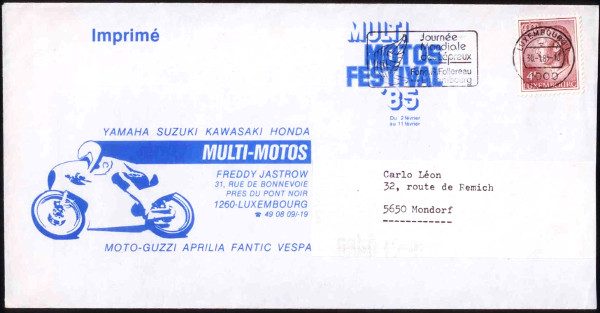 Imprimé
MULTI
MOTOS
FESTIVAL
'85
Du 2 février
au 11 février
Journée
Mondiale
Lépreux
Follereau
LUXEMBOURG
LUXEMBOURG
YAMAHA SUZUKI KAWASAKI HONDA
MULTI-MOTOS
FREDDY JASTROW
31, RUE DE BONNEVOIE
PRES DU PONT NOIR
1260-LUXEMBOURG
☎ 49 08 09/-19
MOTO-GUZZI APRILIA FANTIC VESPA
Carlo Léon
32, route de Remich
5650 Mondorf
------------